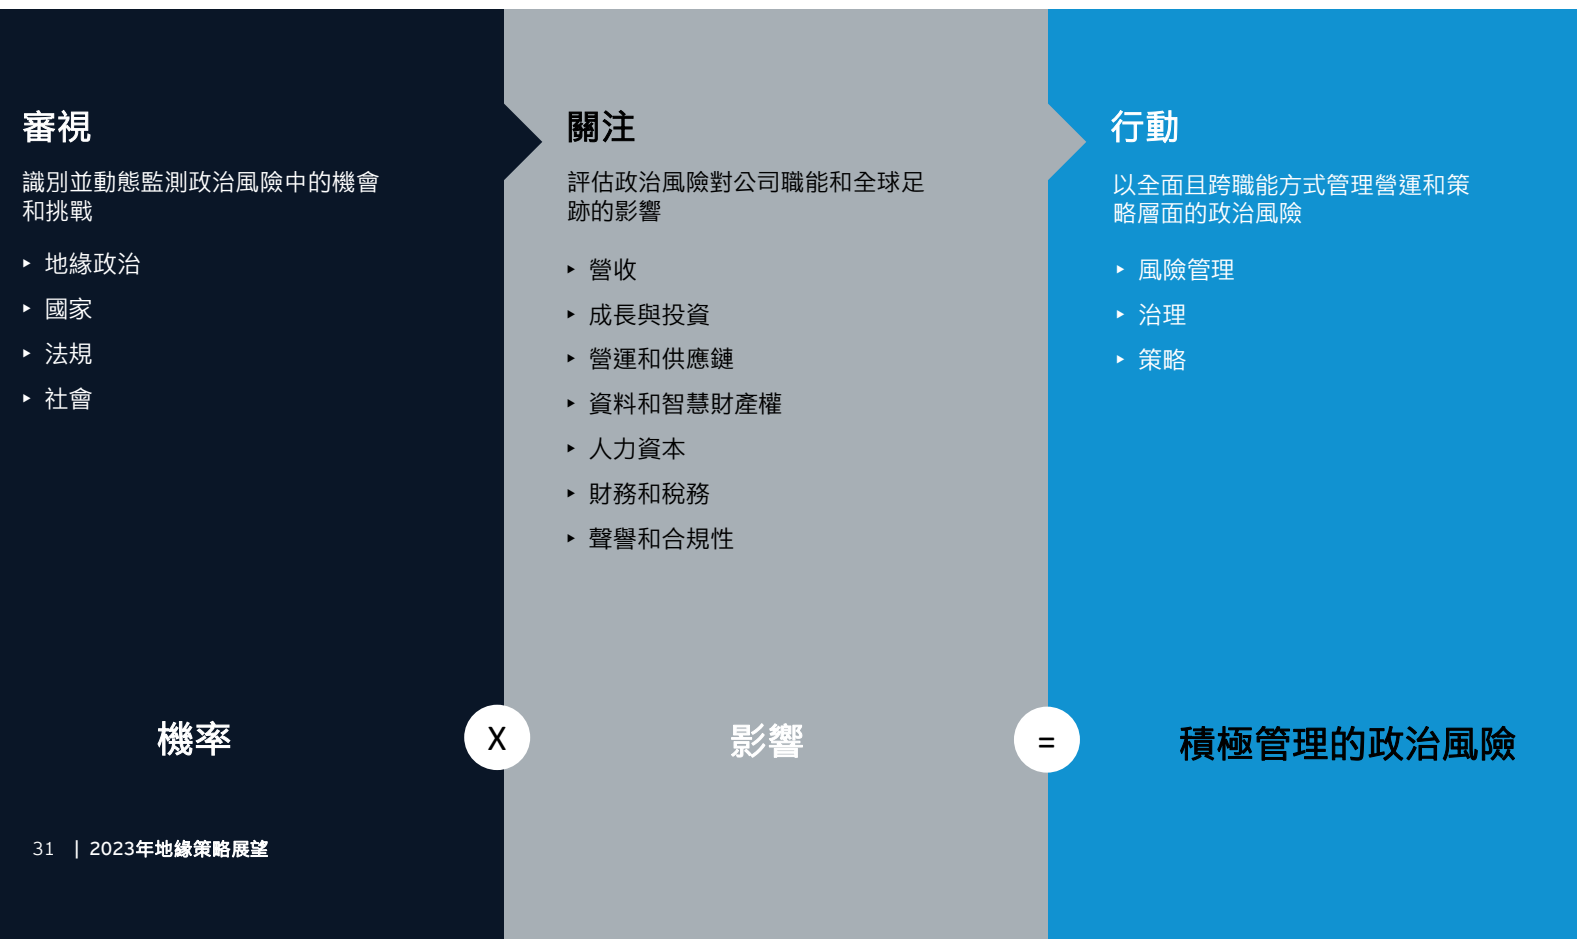 審視
識別並動態監測政治風險中的機會
和挑戰
‣ 地緣政治
‣ 國家
‣ 法規
‣ 社會
關注
評估政治風險對公司職能和全球足
跡的影響
‣ 營收
‣ 成長與投資
‣ 營運和供應鏈
‣ 資料和智慧財產權
‣ 人力資本
‣ 財務和稅務
‣ 聲譽和合規性
行動
以全面且跨職能方式管理營運和策
略層面的政治風險
‣ 風險管理
‣ 治理
‣ 策略
機率
X
影響
=
積極管理的政治風險
31 | 2023年地緣策略展望